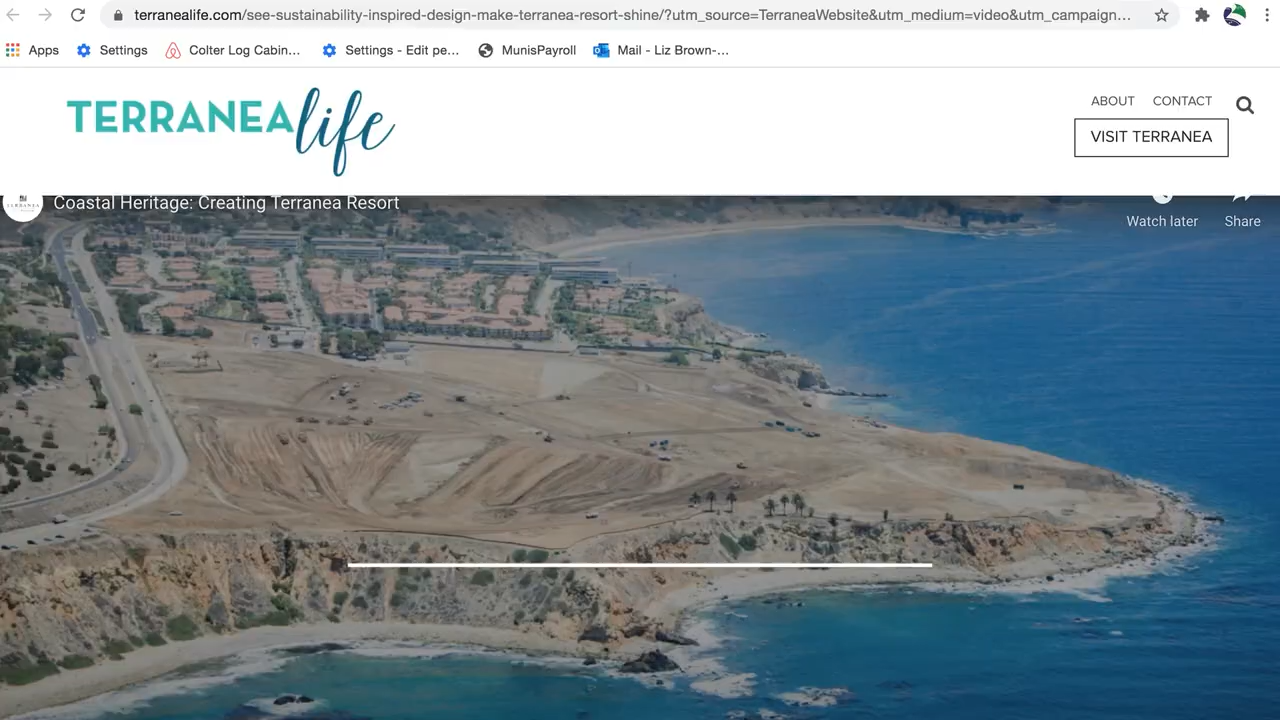 terranealife.com/see-sustainability-inspired-design-make-terranea-resort-shine/?utm_source=TerraneaWebsite&utm_medium=video&utm_campaign...
Apps Settings Colter Log Cabin... Settings - Edit pe... MunisPayroll Mail - Liz Brown-...
TERRANEAlife
ABOUT CONTACT
VISIT TERRANEA
Coastal Heritage: Creating Terranea Resort
Watch later Share